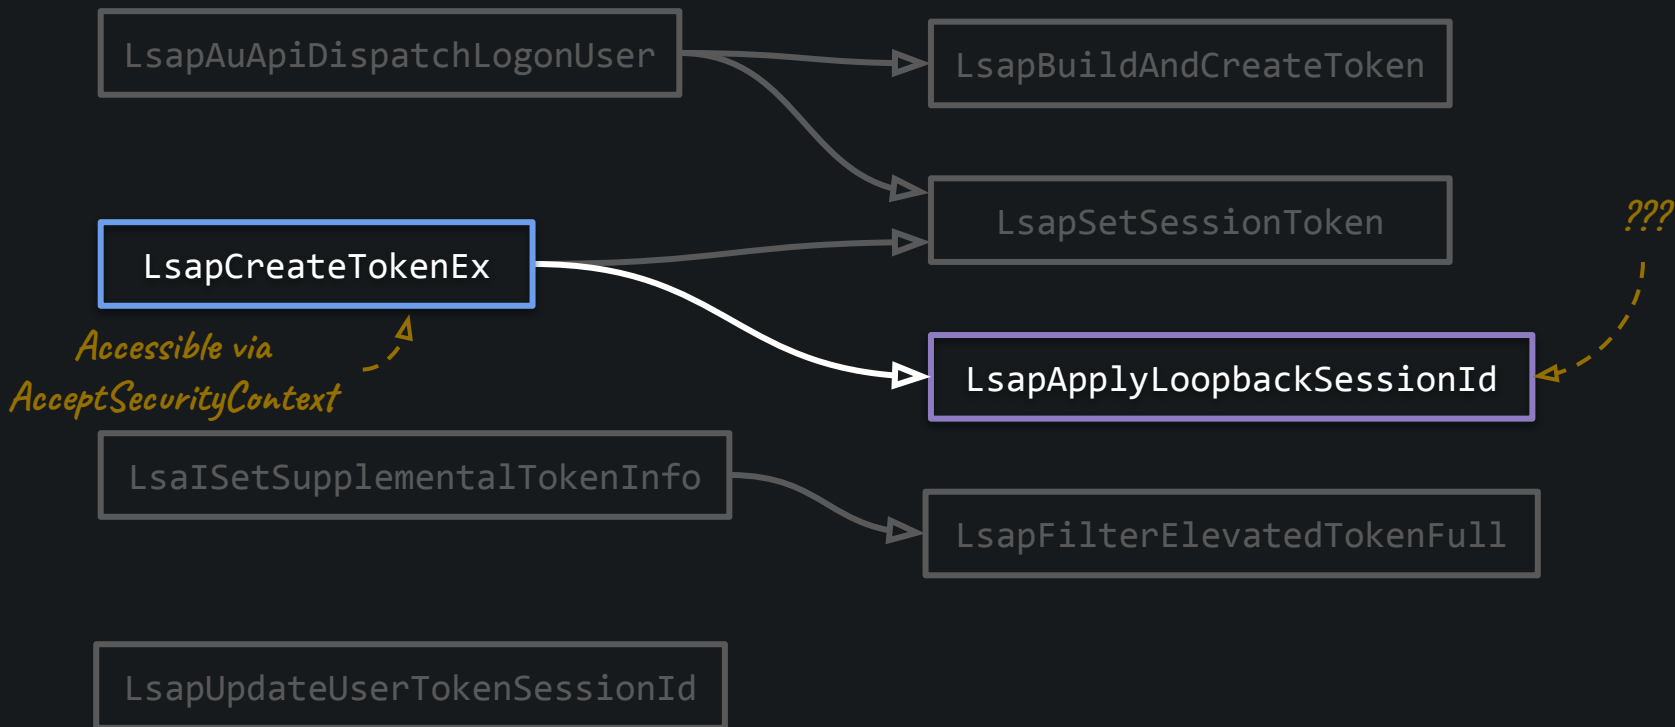 LsapAuApiDispatchLogonUser
LsapBuildAndCreateToken
LsapSetSessionToken
???
LsapCreateTokenEx
Accessible via
AcceptSecurityContext
LsapApplyLoopbackSessionId
LsaISetSupplementalTokenInfo
LsapFilterElevatedTokenFull
LsapUpdateUserTokenSessionId